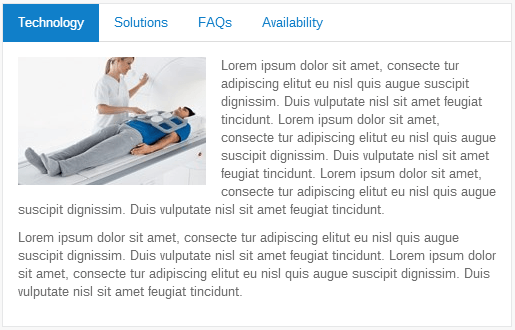 Technology Solutions FAQs Availability
Lorem ipsum dolor sit amet, consecte tur
adipiscing elitut eu nisl quis augue suscipit
dignissim. Duis vulputate nisl sit amet feugiat
tincidunt. Lorem ipsum dolor sit amet,
consecte tur adipiscing elitut eu nisl quis augue
suscipit dignissim. Duis vulputate nisl sit amet
feugiat tincidunt. Lorem ipsum dolor sit amet,
consecte tur adipiscing elitut eu nisl quis augue
suscipit dignissim. Duis vulputate nisl sit amet feugiat tincidunt.
Lorem ipsum dolor sit amet, consecte tur adipiscing elitut eu nisl quis augue
suscipit dignissim. Duis vulputate nisl sit amet feugiat tincidunt. Lorem ipsum dolor
sit amet, consecte tur adipiscing elitut eu nisl quis augue suscipit dignissim. Duis
vulputate nisl sit amet feugiat tincidunt.